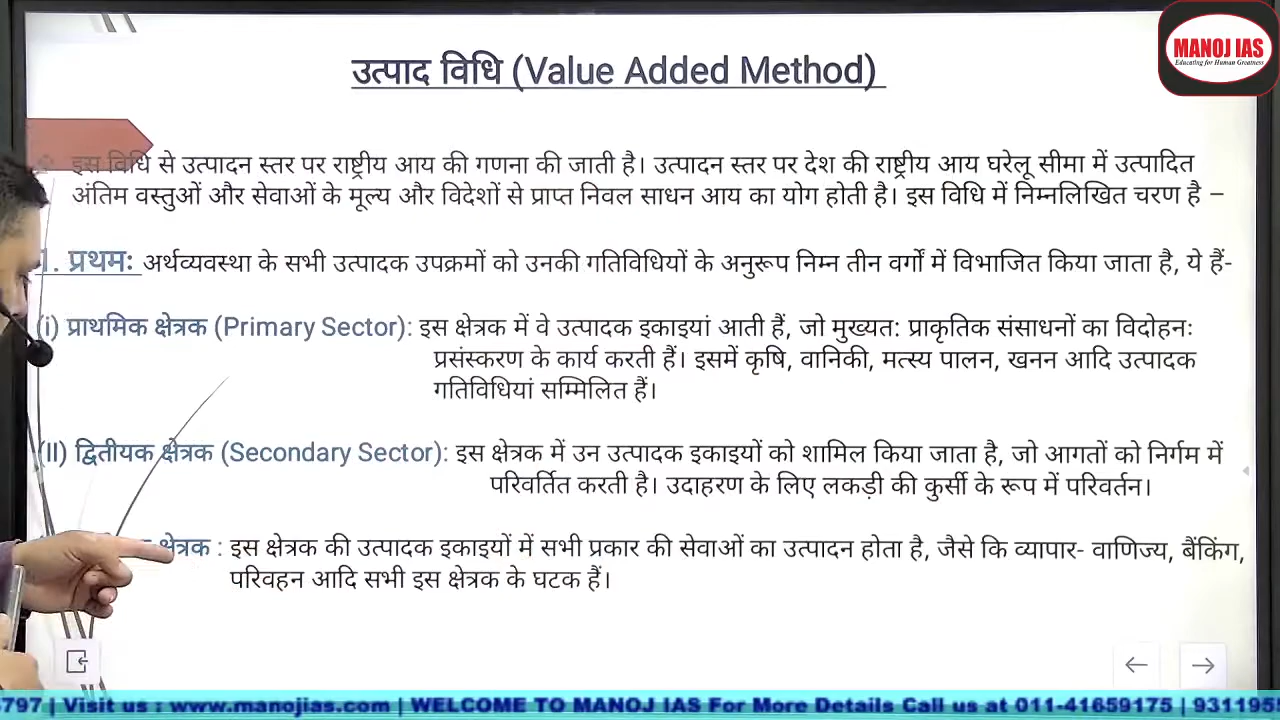 MANOJ IAS
Educating for Human Greatness
उत्पाद विधि (Value Added Method)
इस विधि से उत्पादन स्तर पर राष्ट्रीय आय की गणना की जाती है। उत्पादन स्तर पर देश की राष्ट्रीय आय घरेलू सीमा में उत्पादित
अंतिम वस्तुओं और सेवाओं के मूल्य और विदेशों से प्राप्त निवल साधन आय का योग होती है। इस विधि में निम्नलिखित चरण है –
1. प्रथमः अर्थव्यवस्था के सभी उत्पादक उपक्रमों को उनकी गतिविधियों के अनुरूप निम्न तीन वर्गों में विभाजित किया जाता है, ये हैं-
(i) प्राथमिक क्षेत्रक (Primary Sector): इस क्षेत्रक में वे उत्पादक इकाइयां आती हैं, जो मुख्यत: प्राकृतिक संसाधनों का विदोहनः
प्रसंस्करण के कार्य करती हैं। इसमें कृषि, वानिकी, मत्स्य पालन, खनन आदि उत्पादक
गतिविधियां सम्मिलित हैं।
(II) द्वितीयक क्षेत्रक (Secondary Sector): इस क्षेत्रक में उन उत्पादक इकाइयों को शामिल किया जाता है, जो आगतों को निर्गम में
परिवर्तित करती है। उदाहरण के लिए लकड़ी की कुर्सी के रूप में परिवर्तन।
क्षेत्रक : इस क्षेत्रक की उत्पादक इकाइयों में सभी प्रकार की सेवाओं का उत्पादन होता है, जैसे कि व्यापार- वाणिज्य, बैंकिंग,
परिवहन आदि सभी इस क्षेत्रक के घटक हैं।
797 | Visit us : www.manojias.com | WELCOME TO MANOJ IAS For More Details Call us at 011-41659175 | 931195